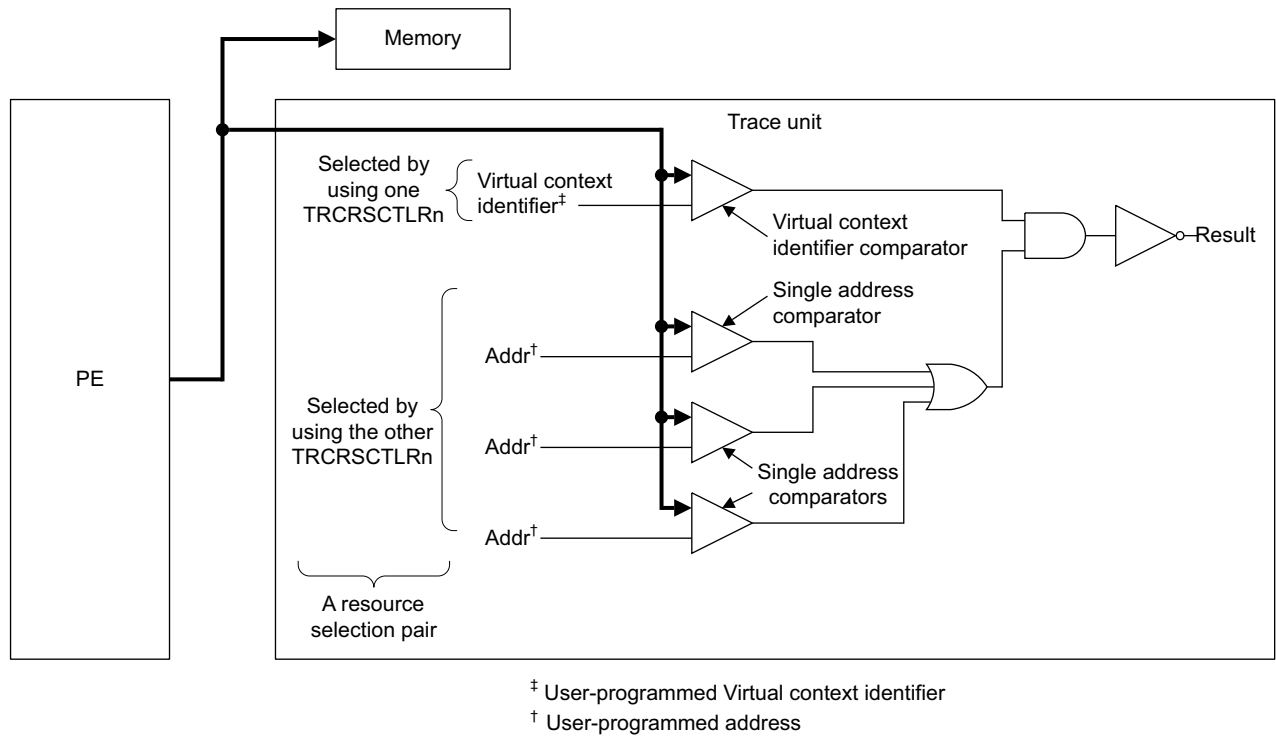 Memory
Trace unit
Selected by
using one
TRCRSCTLRn
Virtual context
identifier‡
Virtual context
identifier comparator
Result
Single address
comparator
Addr†
PE
Selected by
using the other
TRCRSCTLRn
Addr†
Single address
comparators
Addr†
A resource
selection pair
‡ User-programmed Virtual context identifier
† User-programmed address